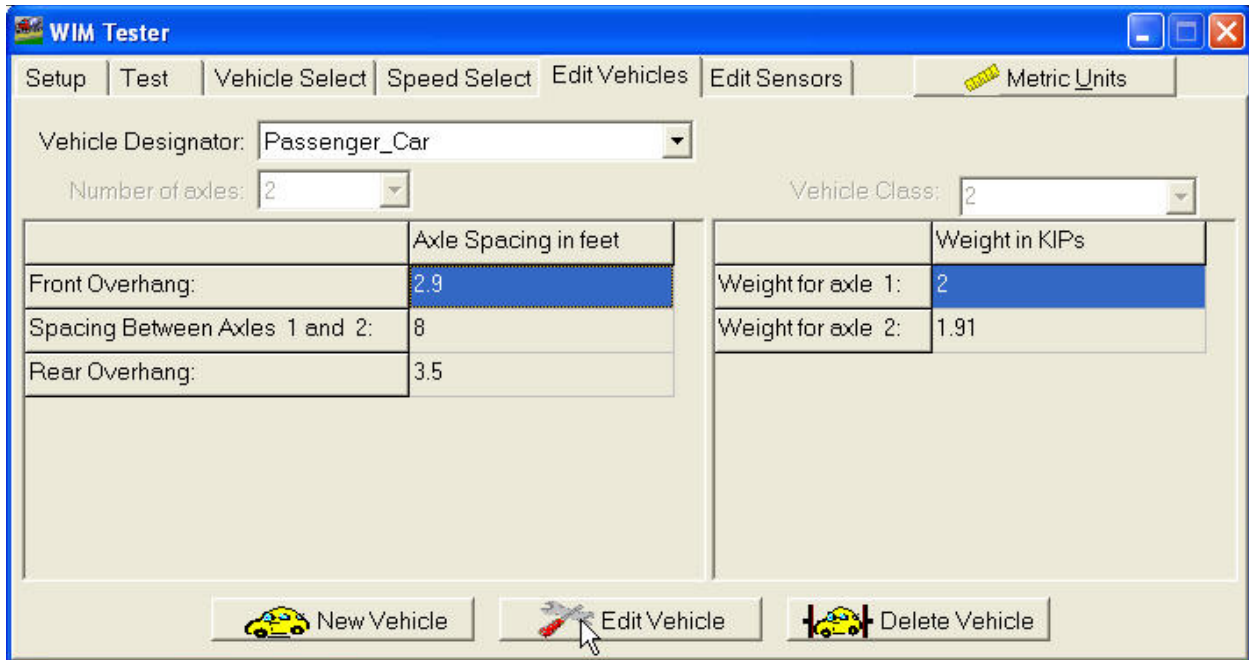 WIM Tester
Setup Test Vehicle Select Speed Select Edit Vehicles Edit Sensors Metric Units
Vehicle Designator: Passenger_Car
Number of axles: 2 Vehicle Class: 2
Axle Spacing in feet Weight in KIPs
Front Overhang: 2.9 Weight for axle 1: 2
Spacing Between Axles 1 and 2: 8 Weight for axle 2: 1.91
Rear Overhang: 3.5
New Vehicle Edit Vehicle Delete Vehicle